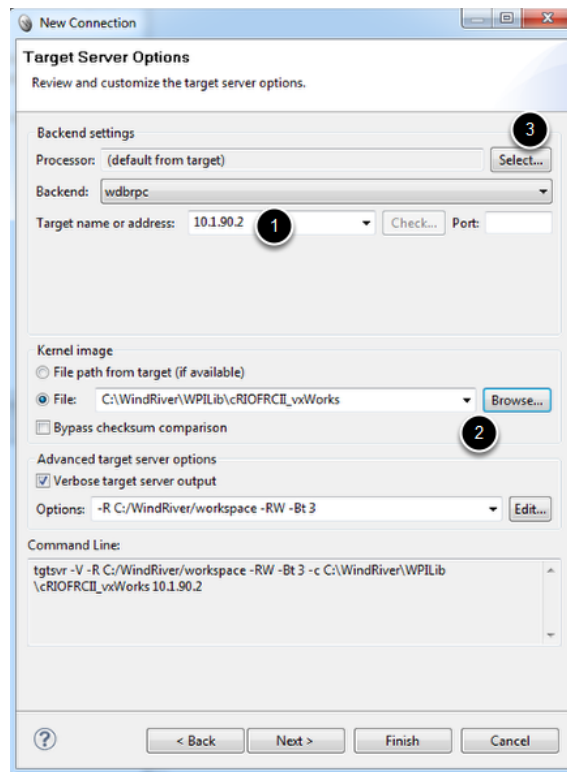 New Connection
Target Server Options
Review and customize the target server options.
Backend settings
3
Processor: (default from target) Select...
Backend: wdbrpc
Target name or address: 10.1.90.2 1 Check... Port:
Kernel image
File path from target (if available)
File: C:\WindRiver\WPILib\cRIOFRCII_vxWorks Browse...
Bypass checksum comparison
2
Advanced target server options
Verbose target server output
Options: -R C:/WindRiver/workspace -RW -Bt 3 Edit...
Command Line:
tgtsvr -V -R C:/WindRiver/workspace -RW -Bt 3 -c C:\WindRiver\WPILib
\cRIOFRCII_vxWorks 10.1.90.2
? < Back Next > Finish Cancel